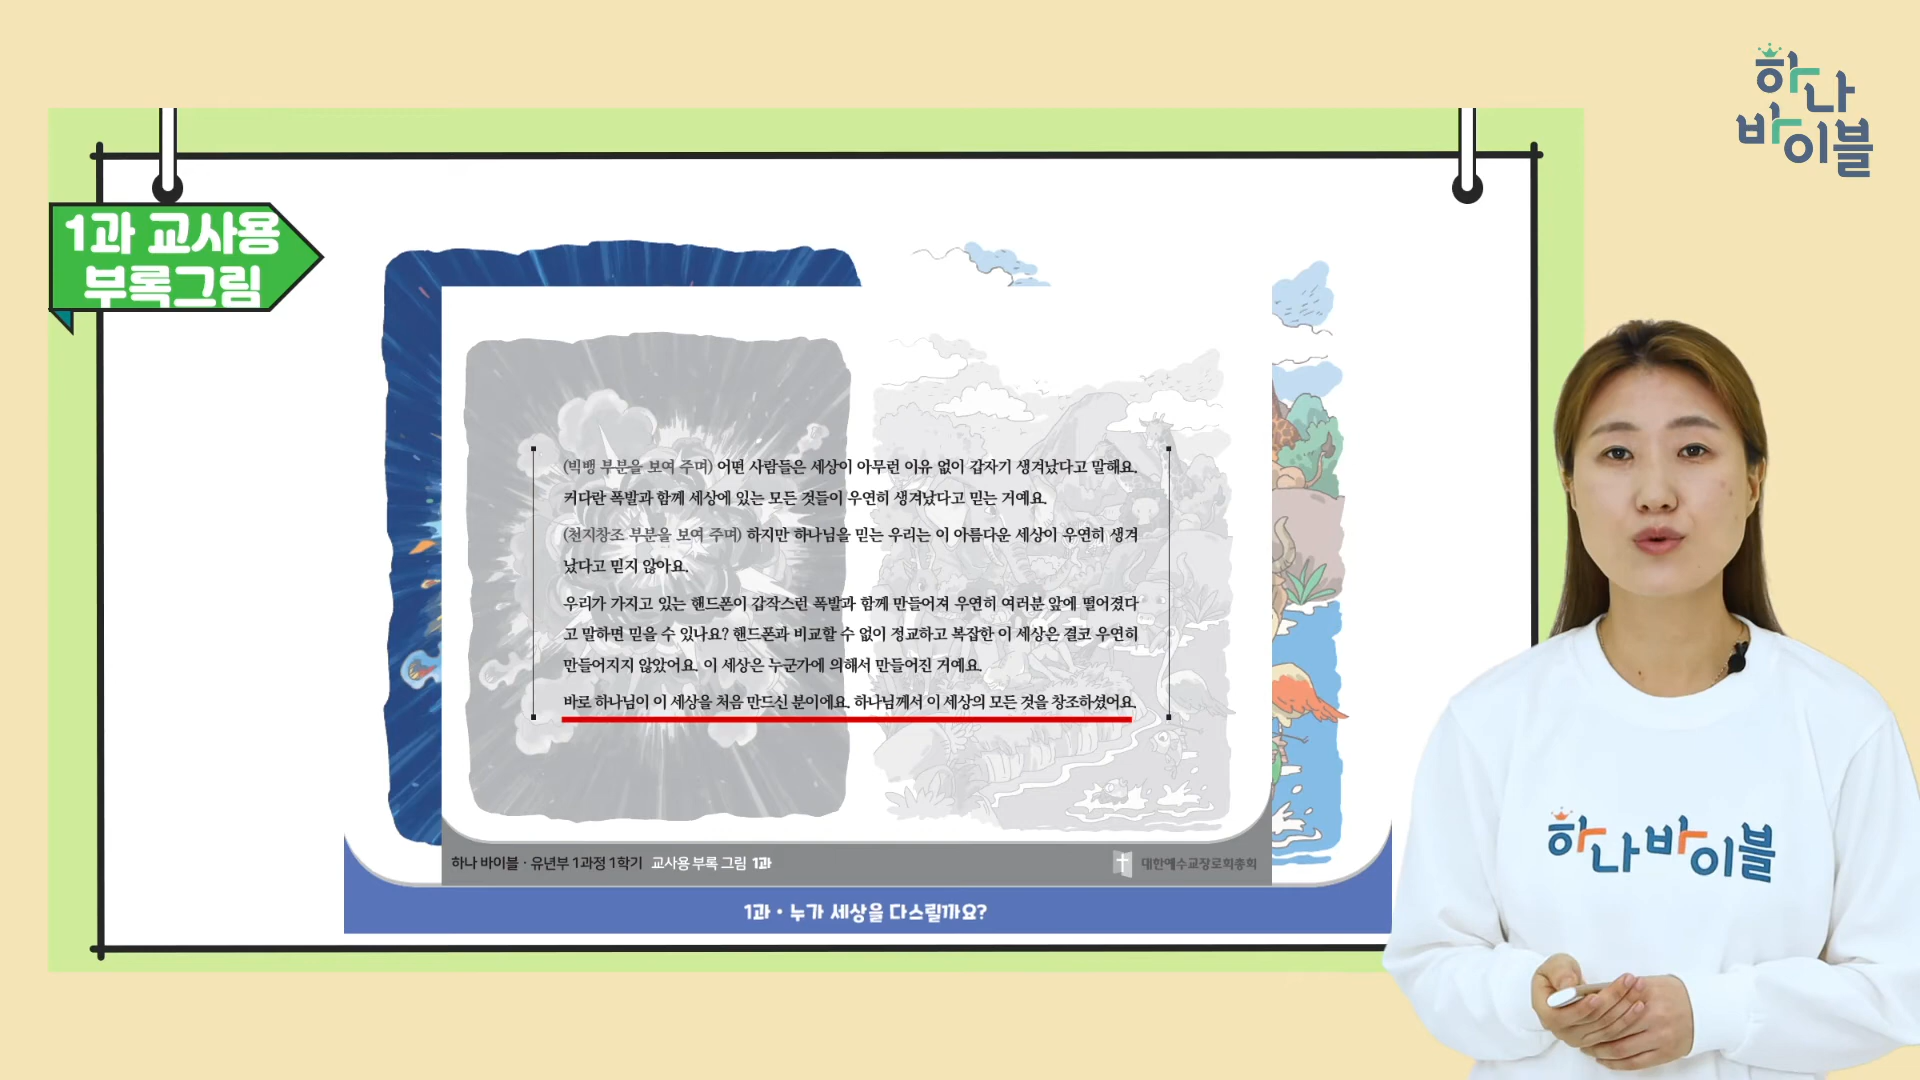 하나
바이블
1과 교사용
부록그림
(빅뱅 부분을 보여 주며) 어떤 사람들은 세상이 아무런 이유 없이 갑자기 생겨났다고 말해요.
커다란 폭발과 함께 세상에 있는 모든 것들이 우연히 생겨났다고 믿는 거예요.
(천지창조 부분을 보여 주며) 하지만 하나님을 믿는 우리는 이 아름다운 세상이 우연히 생겨
났다고 믿지 않아요.
우리가 가지고 있는 핸드폰이 갑작스런 폭발과 함께 만들어져 우연히 여러분 앞에 떨어졌다
고 말하면 믿을 수 있나요? 핸드폰과 비교할 수 없이 정교하고 복잡한 이 세상은 결코 우연히
만들어지지 않았어요. 이 세상은 누군가에 의해서 만들어진 거예요.
바로 하나님이 이 세상을 처음 만드신 분이에요. 하나님께서 이 세상의 모든 것을 창조하셨어요.
하나 바이블 · 유년부 1과정 1학기 교사용 부록 그림 1과
대한예수교장로회총회
1과 · 누가 세상을 다스릴까요?
하나바이블